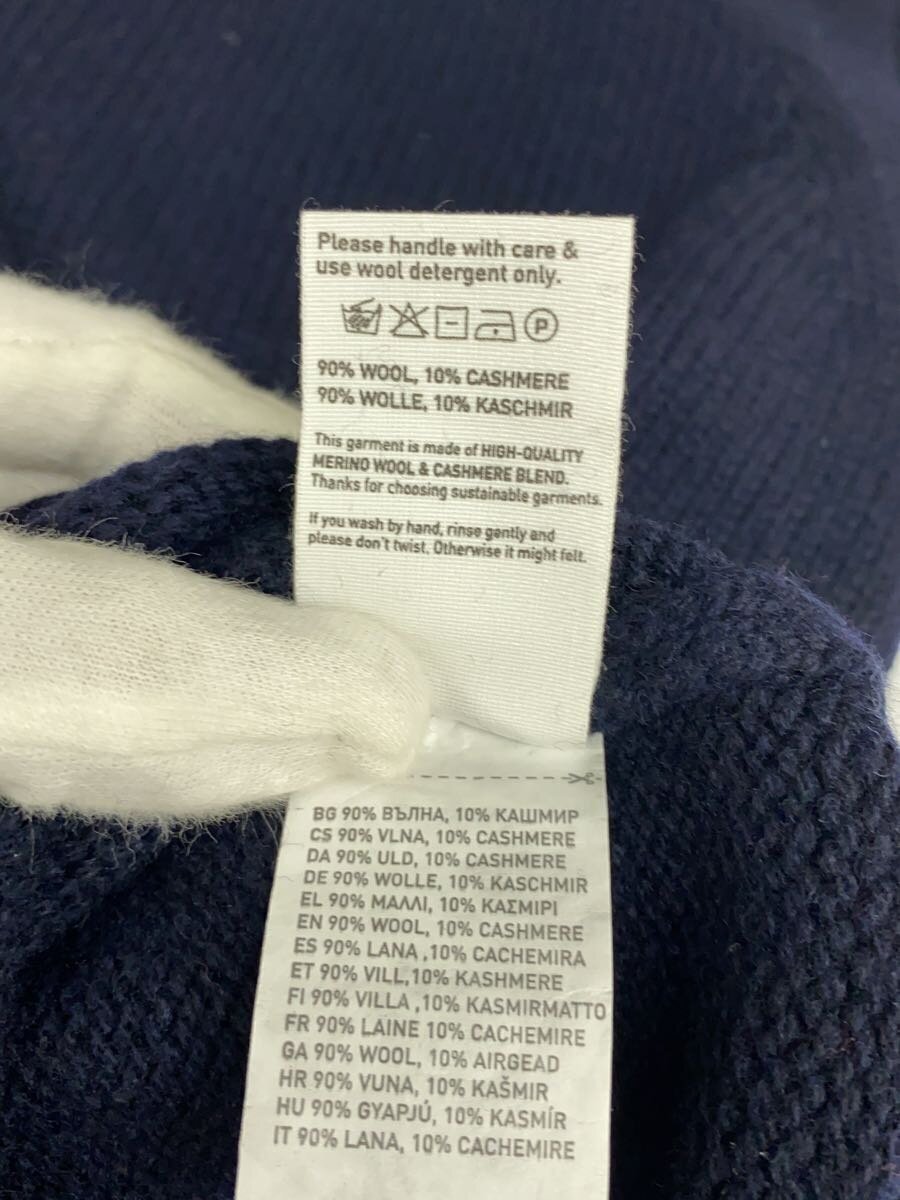 Please handle with care &
use wool detergent only.
P
90% WOOL, 10% CASHMERE
90% WOLLE, 10% KASCHMIR
This garment is made of HIGH-QUALITY
MERINO WOOL & CASHMERE BLEND.
Thanks for choosing sustainable garments.
If you wash by hand, rinse gently and
please don't twist. Otherwise it might felt.
BG 90% ВЪЛНА, 10% КАШМИР
CS 90% VLNA, 10% CASHMERE
DA 90% ULD, 10% CASHMERE
DE 90% WOLLE, 10% KASCHMIR
EL 90% ΜΑΛΛΙ, 10% ΚΑΣΜΙΡΙ
EN 90% WOOL, 10% CASHMERE
ES 90% LANA ,10% CACHEMIRA
ET 90% VILL,10% KASHMERE
FI 90% VILLA ,10% KASMIRMATTO
FR 90% LAINE 10% CACHEMIRE
GA 90% WOOL, 10% AIRGEAD
HR 90% VUNA, 10% KAŠMIR
HU 90% GYAPJÚ, 10% KASMÍR
IT 90% LANA, 10% CACHEMIRE